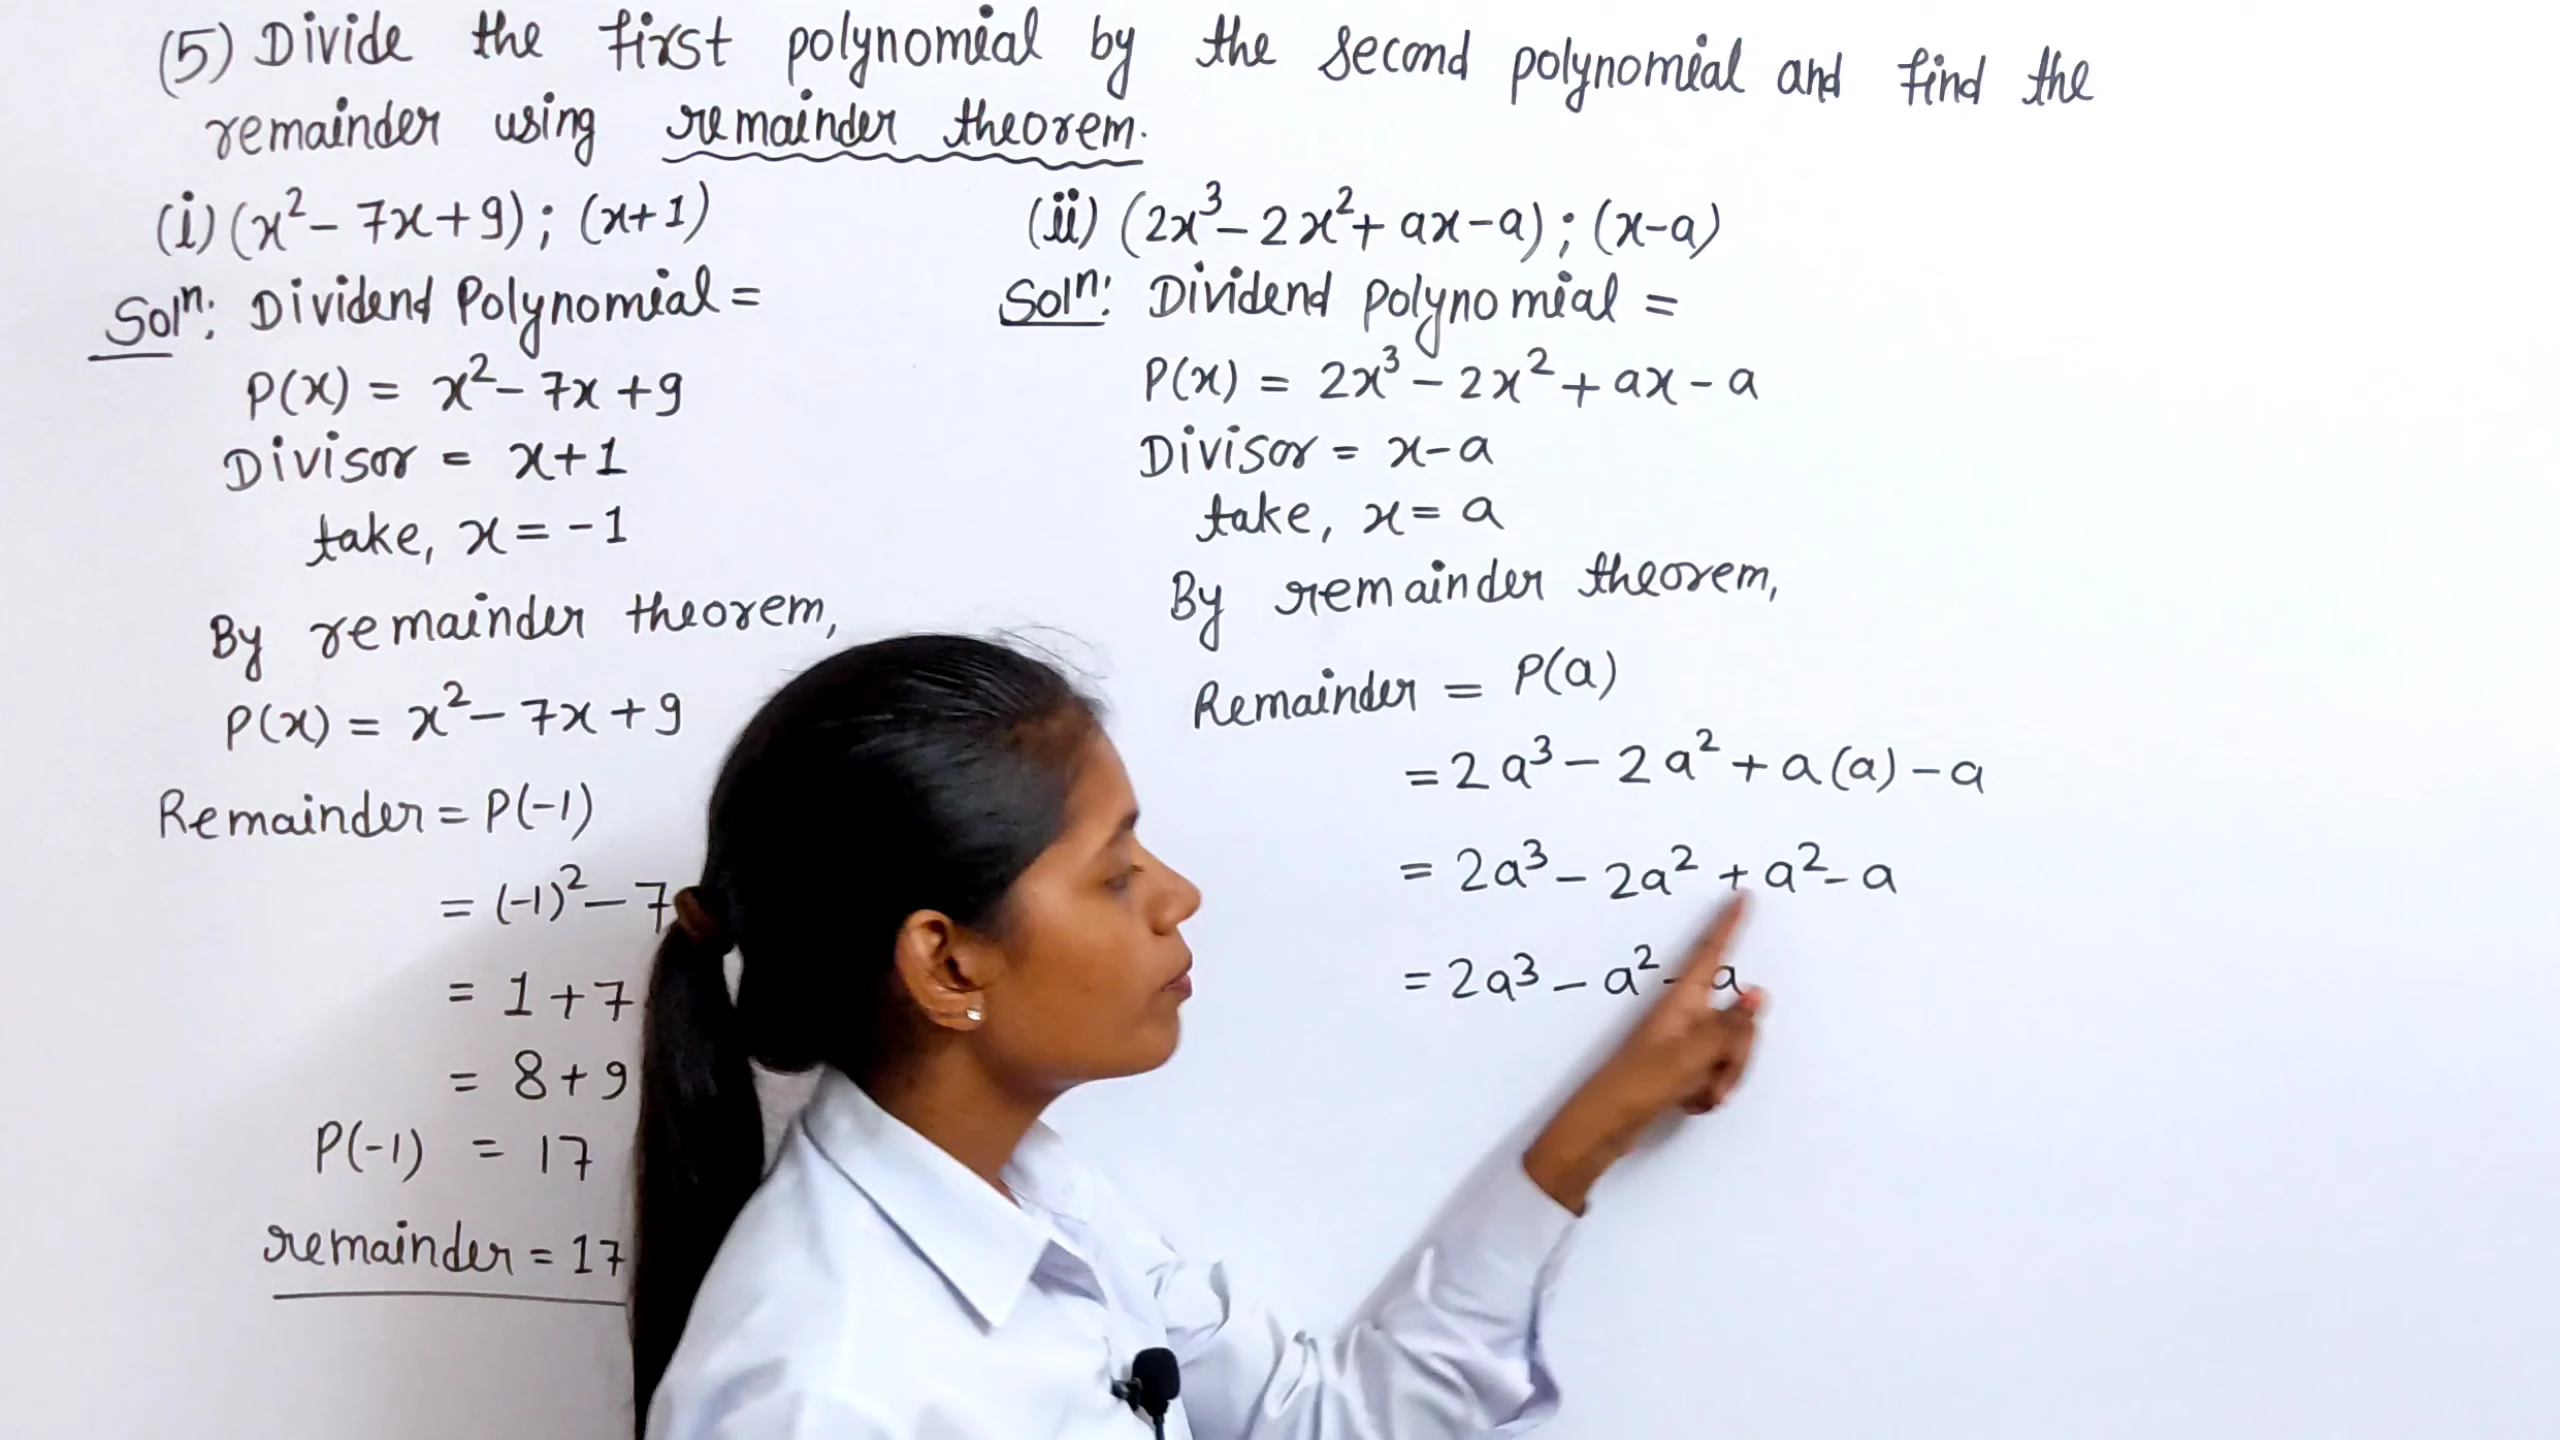 (5) Divide the first polynomial by the second polynomial and find the
remainder using remainder theorem.
(i) (x² - 7x + 9) ; (x+1)
Solⁿ: Dividend Polynomial =
P(x) = x² - 7x + 9
Divisor = x+1
take, x = -1
By remainder theorem,
P(x) = x² - 7x + 9
Remainder = P(-1)
= (-1)² - 7
= 1 + 7
= 8 + 9
P(-1) = 17
remainder = 17
(ii) (2x³ - 2x² + ax - a) ; (x-a)
Solⁿ: Dividend polynomial =
P(x) = 2x³ - 2x² + ax - a
Divisor = x-a
take, x = a
By remainder theorem,
Remainder = P(a)
= 2a³ - 2a² + a(a) - a
= 2a³ - 2a² + a² - a
= 2a³ - a² - a